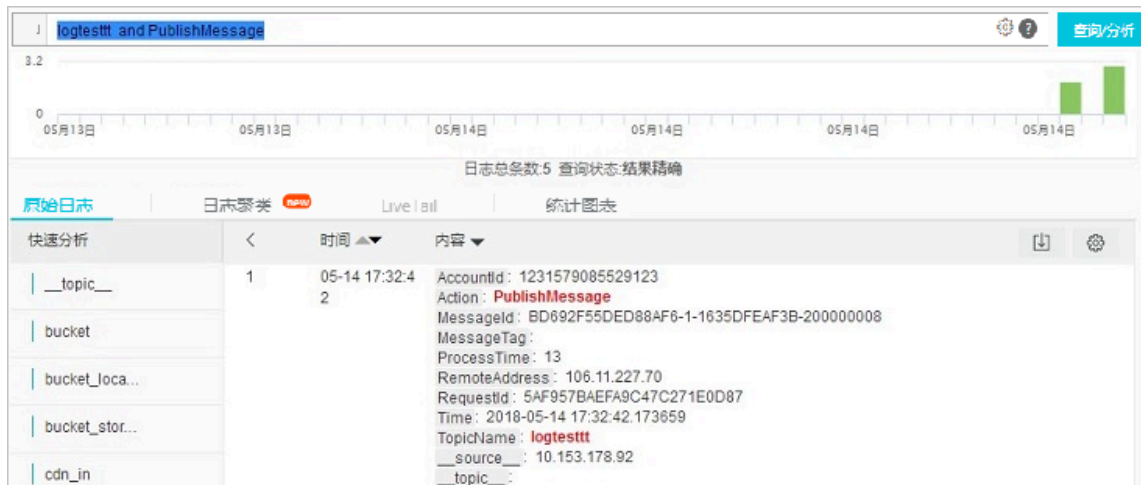 logtesttt and PublishMessage
查询/分析
3.2
0
05月13日 05月13日 05月14日 05月14日 05月14日 05月14日
日志总条数:5 查询状态:结果精确
原始日志 日志聚类 new LiveTail 统计图表
快速分析 < 时间 内容
__topic__
bucket
bucket_loca...
bucket_stor...
cdn_in
1 05-14 17:32:4
2
AccountId : 1231579085529123
Action : PublishMessage
MessageId : BD692F55DED88AF6-1-1635DFEAF3B-200000008
MessageTag :
ProcessTime : 13
RemoteAddress : 106.11.227.70
RequestId : 5AF957BAEFA9C47C271E0D87
Time : 2018-05-14 17:32:42.173659
TopicName : logtesttt
__source__ : 10.153.178.92
__topic__ :